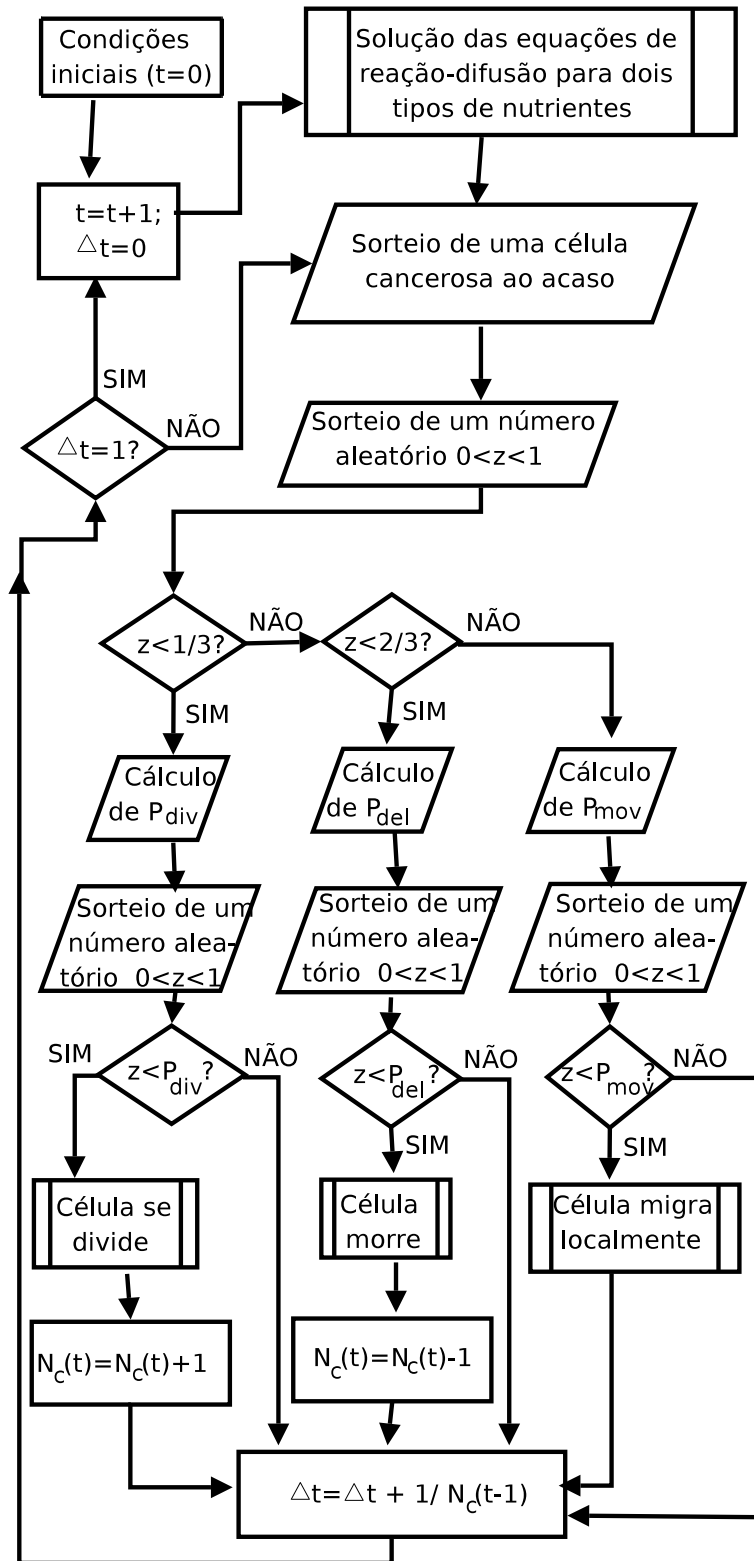 Condições
iniciais (t=0)
Solução das equações de
reação-difusão para dois
tipos de nutrientes
t=t+1;
△t=0
Sorteio de uma célula
cancerosa ao acaso
SIM
NÃO
△t=1?
Sorteio de um número
aleatório 0<z<1
z<1/3?
NÃO
z<2/3?
NÃO
SIM
SIM
Cálculo
de Pdiv
Cálculo
de Pdel
Cálculo
de Pmov
Sorteio de um
número alea-
tório 0<z<1
Sorteio de um
número alea-
tório 0<z<1
Sorteio de um
número alea-
tório 0<z<1
SIM
z<Pdiv?
NÃO
z<Pdel?
NÃO
z<Pmov?
NÃO
SIM
SIM
Célula se
divide
Célula
morre
Célula migra
localmente
Nc(t)=Nc(t)+1
Nc(t)=Nc(t)-1
△t=△t + 1/ Nc(t-1)